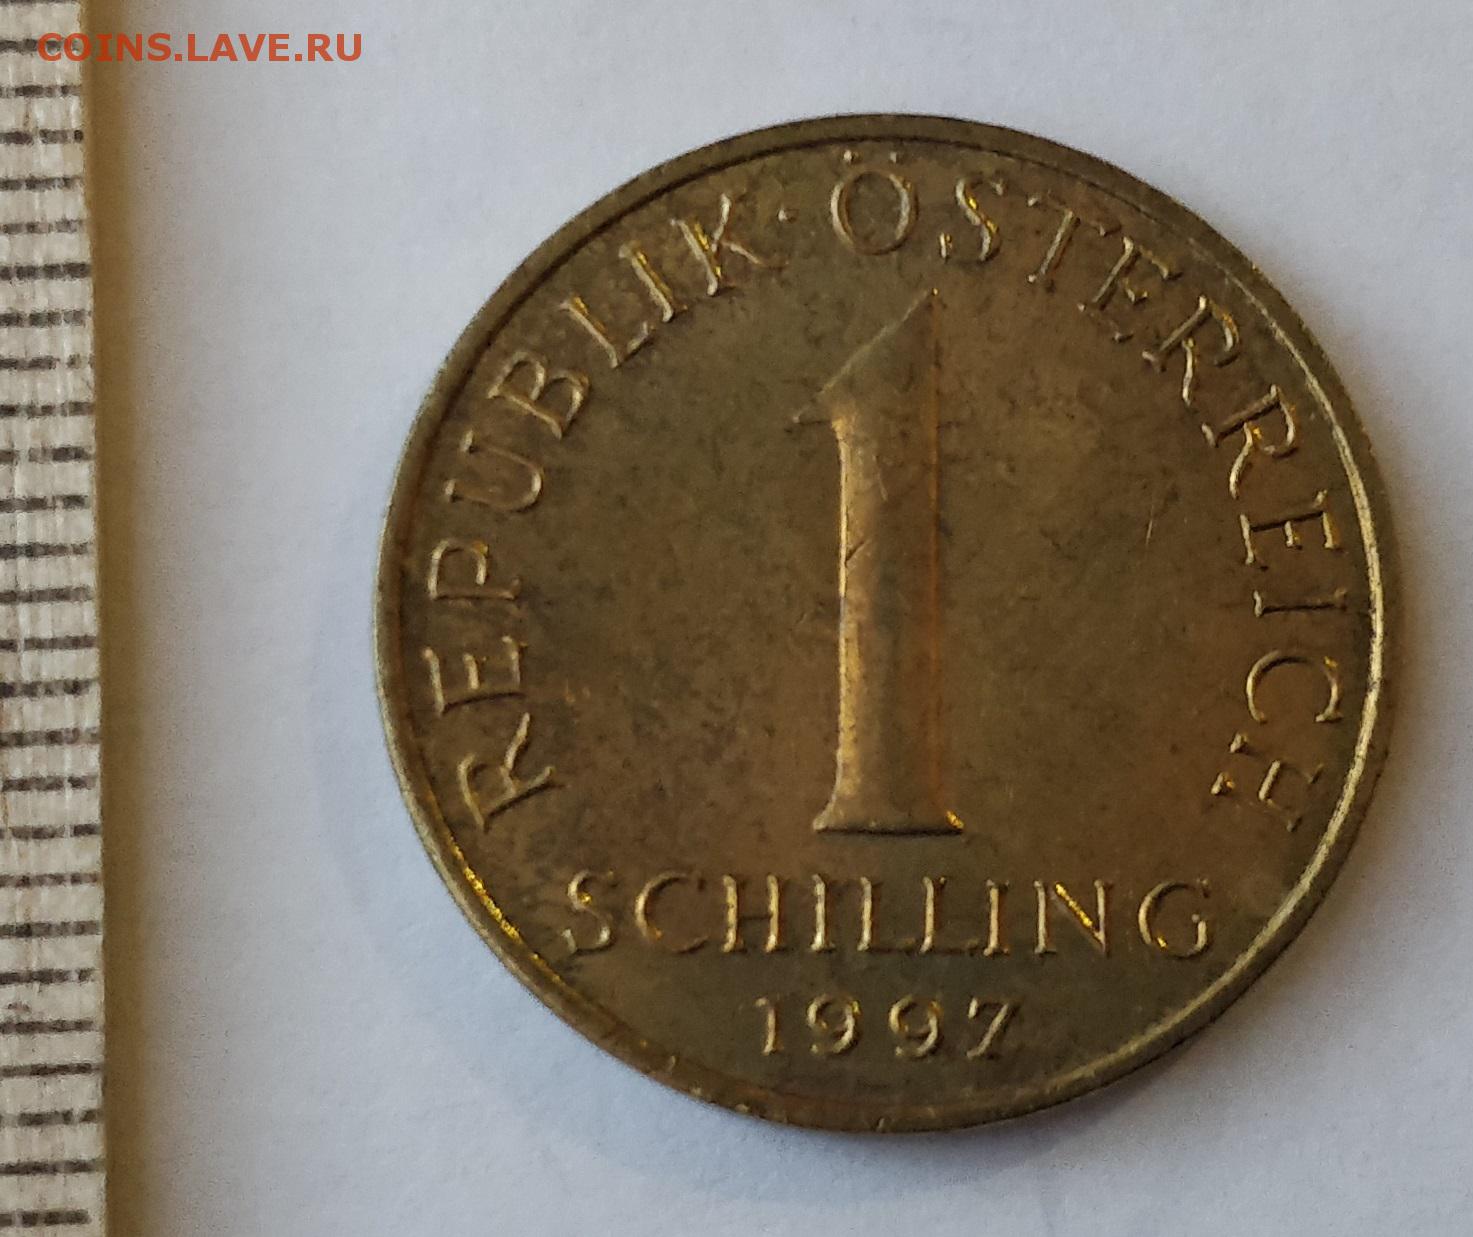 COINS.LAVE.RU
REPUBLIK · ÖSTERREICH
1
SCHILLING
1997